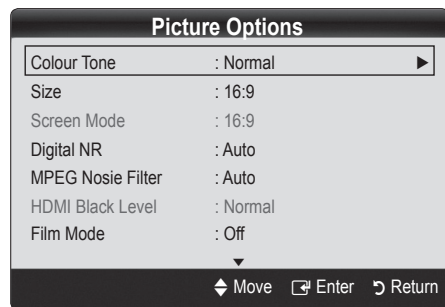 Picture Options
Colour Tone : Normal ▶
Size : 16:9
Screen Mode : 16:9
Digital NR : Auto
MPEG Nosie Filter : Auto
HDMI Black Level : Normal
Film Mode : Off
Move Enter Return